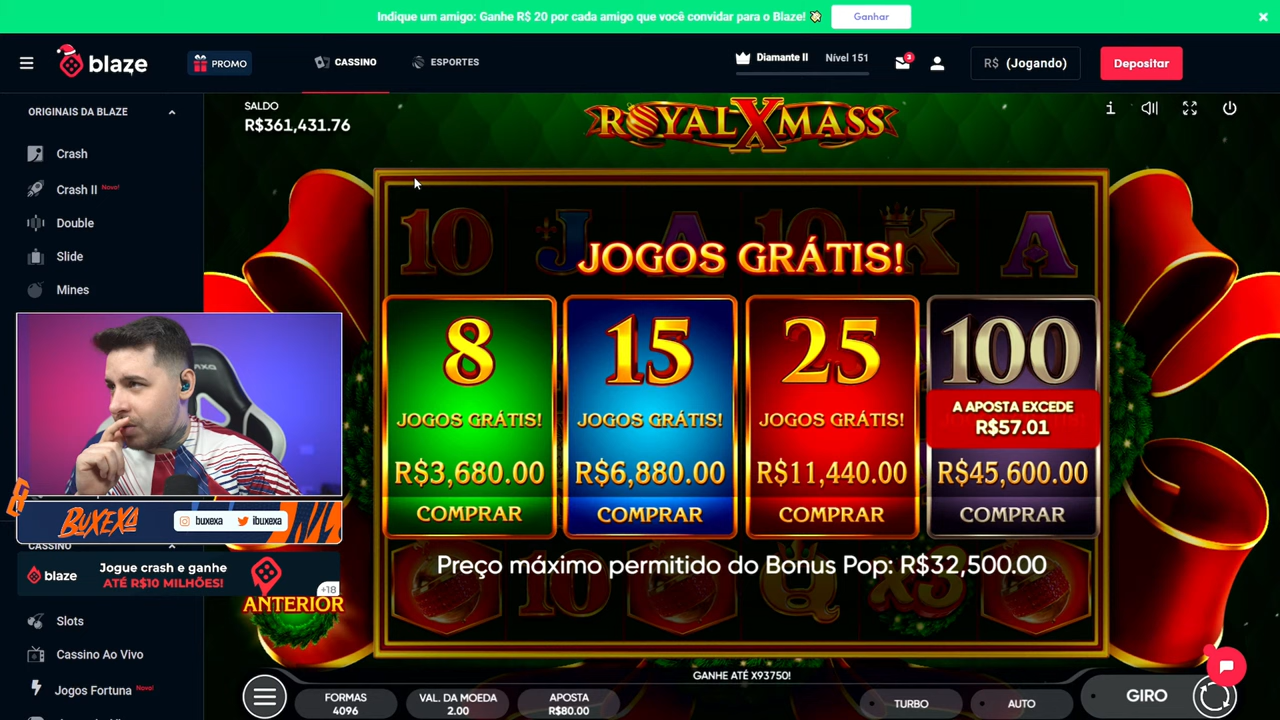 Indique um amigo: Ganhe R$ 20 por cada amigo que você convidar para o Blaze!
Ganhar
blaze
PROMO
CASSINO
ESPORTES
Diamante II
Nível 151
3
R$ (Jogando)
Depositar
ORIGINAIS DA BLAZE
Crash
Crash II Novo!
Double
Slide
Mines
SALDO
R$361,431.76
ROYAL XMASS
10 J A 10 K A
JOGOS GRÁTIS!
8
JOGOS GRÁTIS!
R$3,680.00
COMPRAR
15
JOGOS GRÁTIS!
R$6,880.00
COMPRAR
25
JOGOS GRÁTIS!
R$11,440.00
COMPRAR
100
A APOSTA EXCEDE
R$57.01
R$45,600.00
COMPRAR
Preço máximo permitido do Bonus Pop: R$32,500.00
10 Q x3
BUXEXA
buxexa
ibuxexa
CASSINO
blaze
Jogue crash e ganhe
ATÉ R$10 MILHÕES!
+18
ANTERIOR
Slots
Cassino Ao Vivo
Jogos Fortuna Novo!
GANHE ATÉ X93750!
FORMAS
4096
VAL. DA MOEDA
2.00
APOSTA
R$80.00
TURBO
AUTO
GIRO